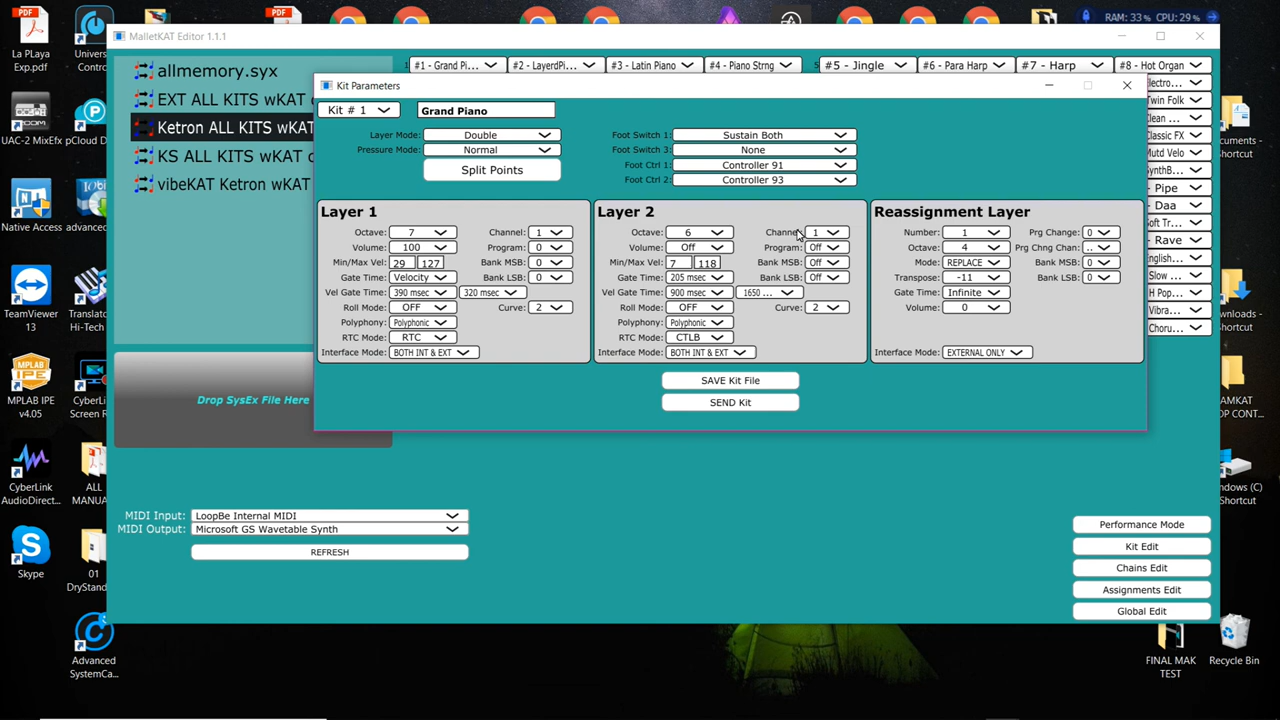 La PLaya
Exp.pdf
Univers
Contro
UAC-2 MixEfx
pCloud D
Native Access
advanced
TeamViewer
13
Translator
Hi-Tech
MPLAB IPE
v4.05
CyberLink
Screen R
CyberLink
AudioDirect...
ALL
MANUA
Skype
01
DryStand
Advanced
SystemCa...
RAM: 33% CPU: 29%
MalletKAT Editor 1.1.1
allmemory.syx
EXT ALL KITS wKAT
Ketron ALL KITS wKAT
KS ALL KITS wKAT
vibeKAT Ketron wKAT
#1 - Grand Pi...
#2 - LayerdPi...
#3 - Latin Piano
#4 - Piano Strng
#5 - Jingle
#6 - Para Harp
#7 - Harp
#8 - Hot Organ
Electro...
Twin Folk
Clean ...
Classic FX
Mutd Velo
SynthB...
- Pipe
- Daa
Soft Tr...
- Rave
English...
Slow ...
H Pop...
Vibra...
Choru...
Kit Parameters
Kit # 1
Grand Piano
Layer Mode: Double
Pressure Mode: Normal
Split Points
Foot Switch 1: Sustain Both
Foot Switch 3: None
Foot Ctrl 1: Controller 91
Foot Ctrl 2: Controller 93
Layer 1
Octave: 7 Channel: 1
Volume: 100 Program: 0
Min/Max Vel: 29 127 Bank MSB: 0
Gate Time: Velocity Bank LSB: 0
Vel Gate Time: 390 msec 320 msec
Roll Mode: OFF Curve: 2
Polyphony: Polyphonic
RTC Mode: RTC
Interface Mode: BOTH INT & EXT
Layer 2
Octave: 6 Channel: 1
Volume: Off Program: Off
Min/Max Vel: 7 118 Bank MSB: Off
Gate Time: 205 msec Bank LSB: Off
Vel Gate Time: 900 msec 1650 ...
Roll Mode: OFF Curve: 2
Polyphony: Polyphonic
RTC Mode: CTLB
Interface Mode: BOTH INT & EXT
Reassignment Layer
Number: 1 Prg Change: 0
Octave: 4 Prg Chng Chan: ..
Mode: REPLACE Bank MSB: 0
Transpose: -11 Bank LSB: 0
Gate Time: Infinite
Volume: 0
Interface Mode: EXTERNAL ONLY
SAVE Kit File
SEND Kit
Drop SysEx File Here
MIDI Input: LoopBe Internal MIDI
MIDI Output: Microsoft GS Wavetable Synth
REFRESH
Performance Mode
Kit Edit
Chains Edit
Assignments Edit
Global Edit
ocuments -
Shortcut
ownloads -
Shortcut
AMKAT
OP CONT...
indows (C)
Shortcut
FINAL MAK
TEST
Recycle Bin